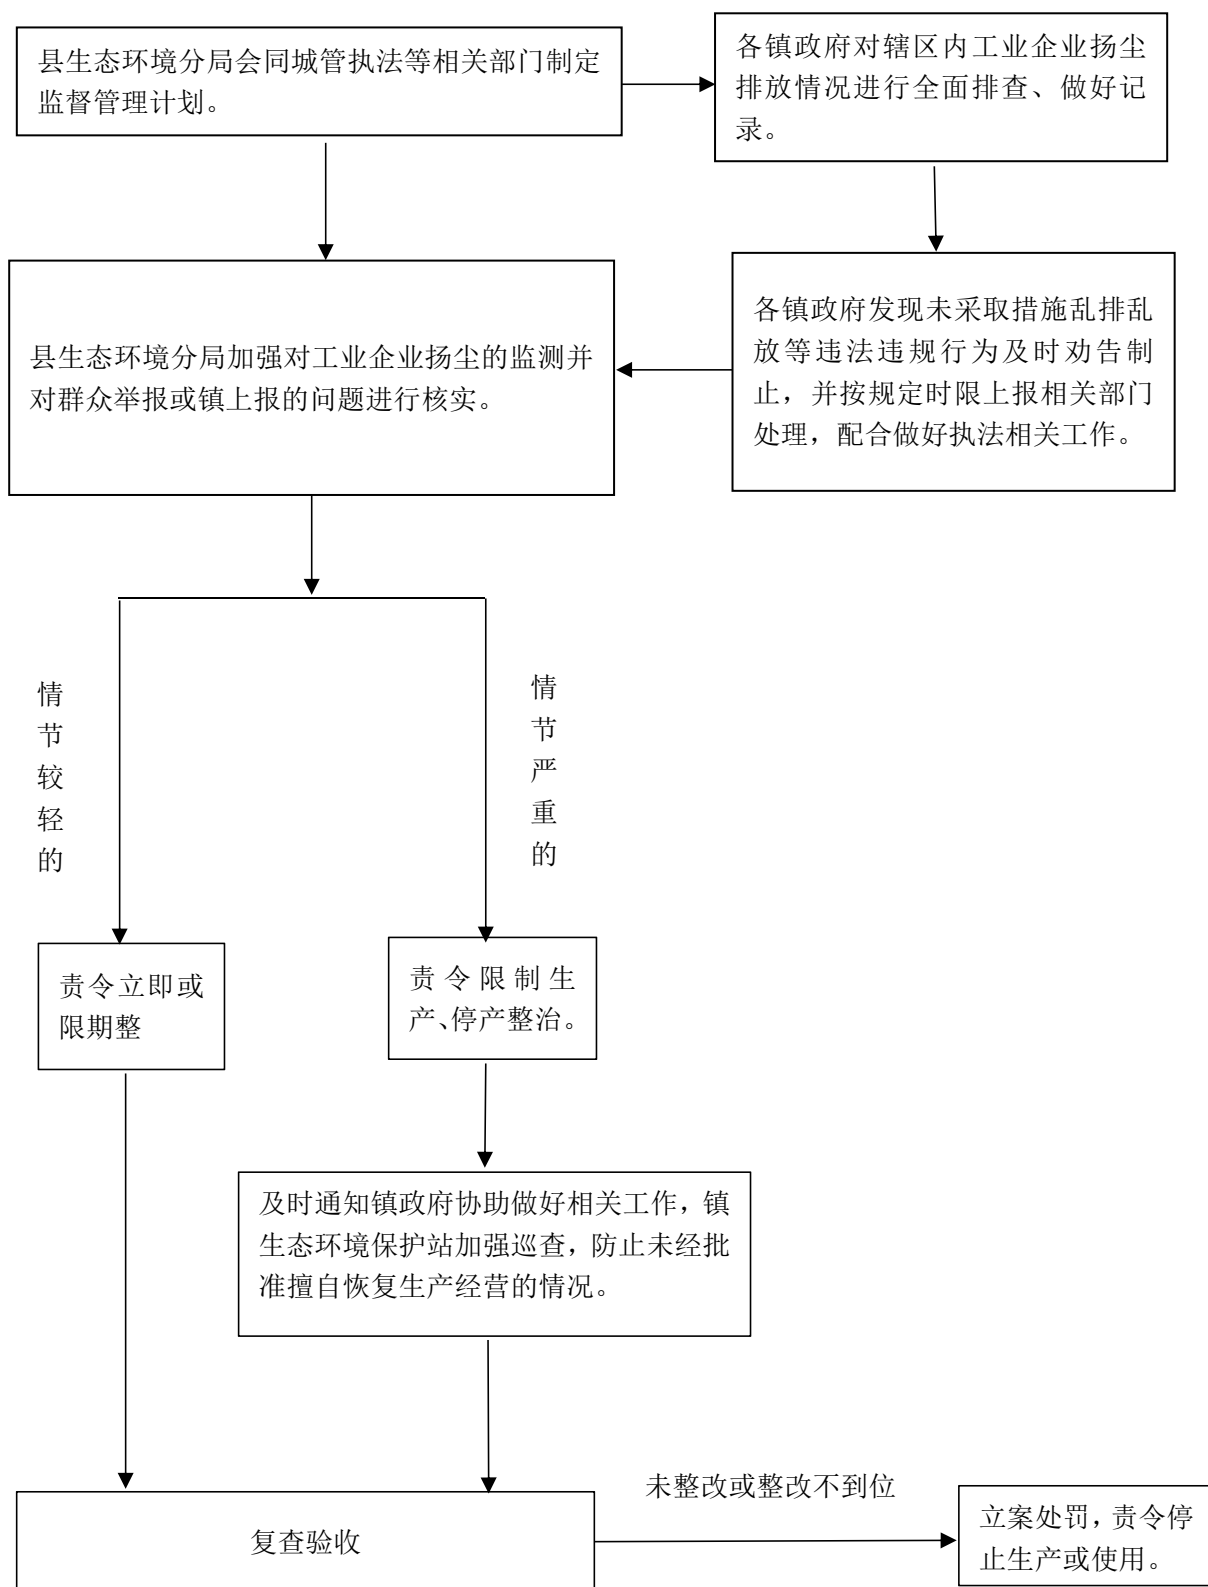 县生态环境分局会同城管执法等相关部门制定
监督管理计划。
各镇政府对辖区内工业企业扬尘
排放情况进行全面排查、做好记
录。
县生态环境分局加强对工业企业扬尘的监测并
对群众举报或镇上报的问题进行核实。
各镇政府发现未采取措施乱排乱
放等违法违规行为及时劝告制
止，并按规定时限上报相关部门
处理，配合做好执法相关工作。
情节较轻的
情节严重的
责令立即或
限期整
责令限制生
产、停产整治。
及时通知镇政府协助做好相关工作，镇
生态环境保护站加强巡查，防止未经批
准擅自恢复生产经营的情况。
复查验收
未整改或整改不到位
立案处罚，责令停
止生产或使用。